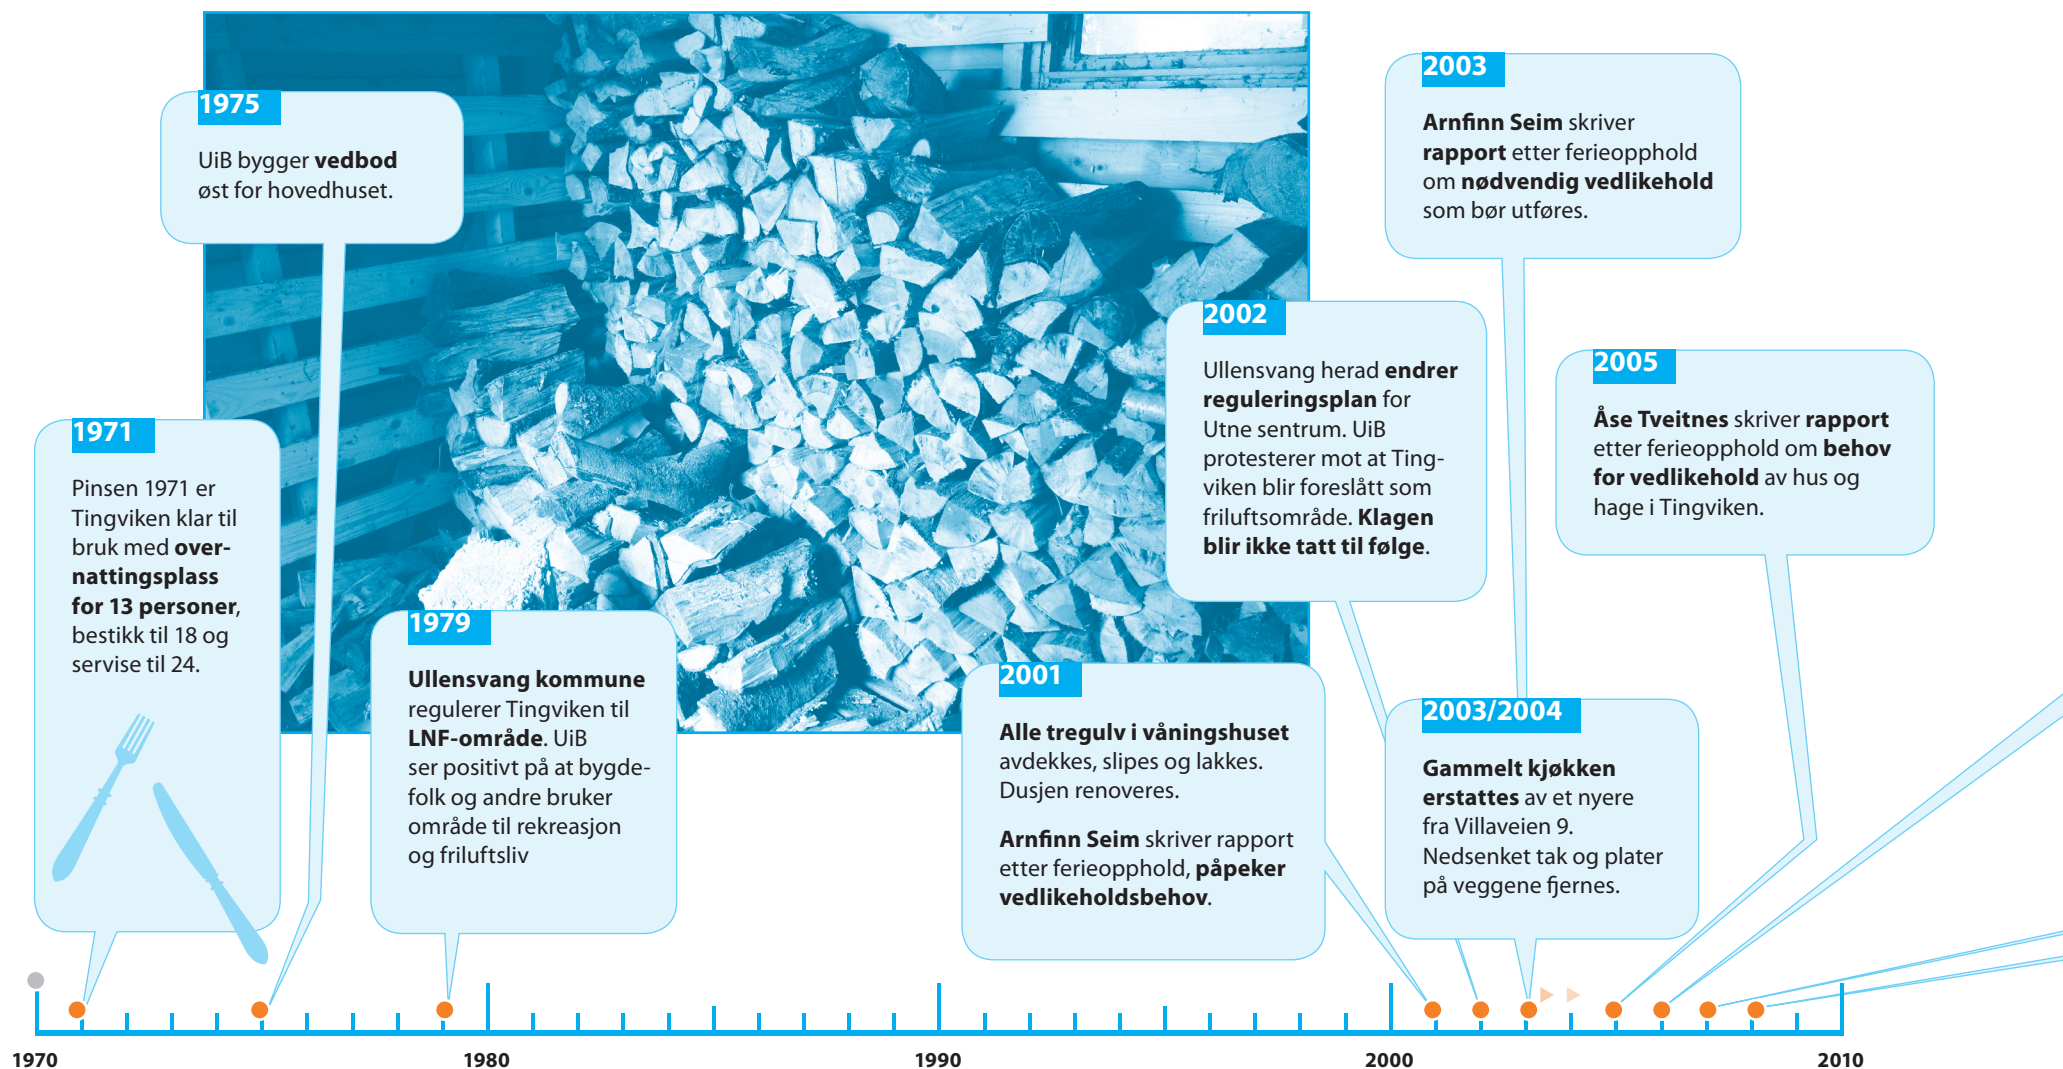 1971
Pinsen 1971 er
Tingviken klar til
bruk med over-
nattingsplass
for 13 personer,
bestikk til 18 og
servise til 24.
1975
UiB bygger vedbod
øst for hovedhuset.
1979
Ullensvang kommune
regulerer Tingviken til
LNF-område. UiB
ser positivt på at bygde-
folk og andre bruker
område til rekreasjon
og friluftsliv
2001
Alle tregulv i våningshuset
avdekkes, slipes og lakkes.
Dusjen renoveres.
Arnfinn Seim skriver rapport
etter ferieopphold, påpeker
vedlikeholdsbehov.
2002
Ullensvang herad endrer
reguleringsplan for
Utne sentrum. UiB
protesterer mot at Ting-
viken blir foreslått som
friluftsområde. Klagen
blir ikke tatt til følge.
2003
Arnfinn Seim skriver
rapport etter ferieopphold
om nødvendig vedlikehold
som bør utføres.
2003/2004
Gammelt kjøkken
erstattes av et nyere
fra Villaveien 9.
Nedsenket tak og plater
på veggene fjernes.
2005
Åse Tveitnes skriver rapport
etter ferieopphold om behov
for vedlikehold av hus og
hage i Tingviken.
1970
1980
1990
2000
2010